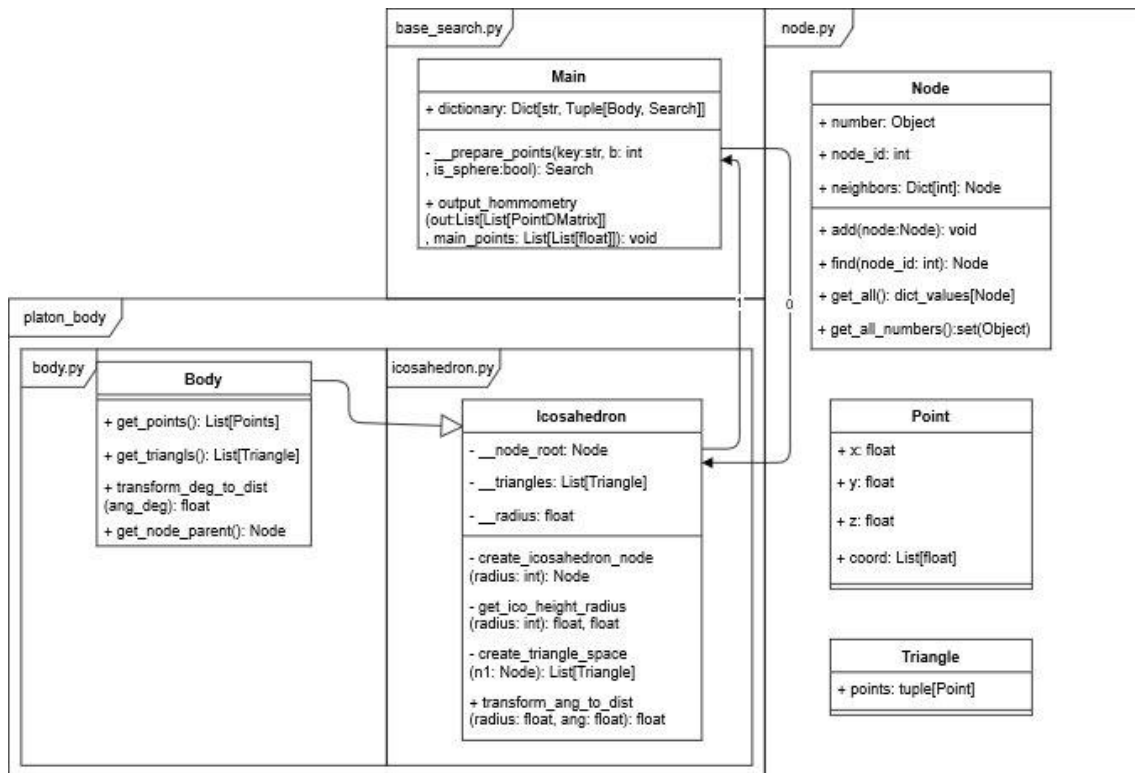 base_search.py
Main
+ dictionary: Dict[str, Tuple[Body, Search]]
- __prepare_points(key:str, b: int
, is_sphere:bool): Search
+ output_hommometry
(out:List[List[PointDMatrix]]
, main_points: List[List[float]]): void
node.py
Node
+ number: Object
+ node_id: int
+ neighbors: Dict[int]: Node
+ add(node:Node): void
+ find(node_id: int): Node
+ get_all(): dict_values[Node]
+ get_all_numbers():set(Object)
1
0
platon_body
body.py
Body
+ get_points(): List[Points]
+ get_triangls(): List[Triangle]
+ transform_deg_to_dist
(ang_deg): float
+ get_node_parent(): Node
icosahedron.py
Icosahedron
- __node_root: Node
- __triangles: List[Triangle]
- __radius: float
- create_icosahedron_node
(radius: int): Node
- get_ico_height_radius
(radius: int): float, float
- create_triangle_space
(n1: Node): List[Triangle]
+ transform_ang_to_dist
(radius: float, ang: float): float
Point
+ x: float
+ y: float
+ z: float
+ coord: List[float]
Triangle
+ points: tuple[Point]